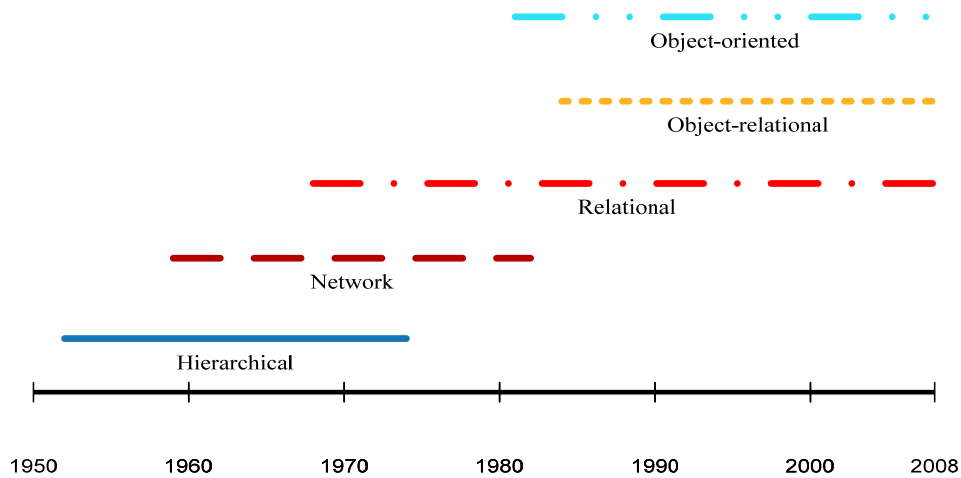 Object-oriented
Object-relational
Relational
Network
Hierarchical
1950 1960 1970 1980 1990 2000 2008